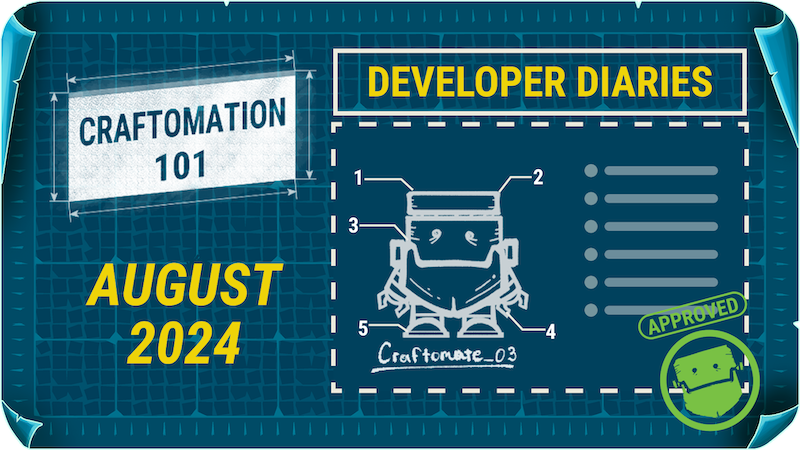 CRAFTOMATION
101
AUGUST
2024
DEVELOPER DIARIES
1
2
3
5
4
Craftomate_03
APPROVED